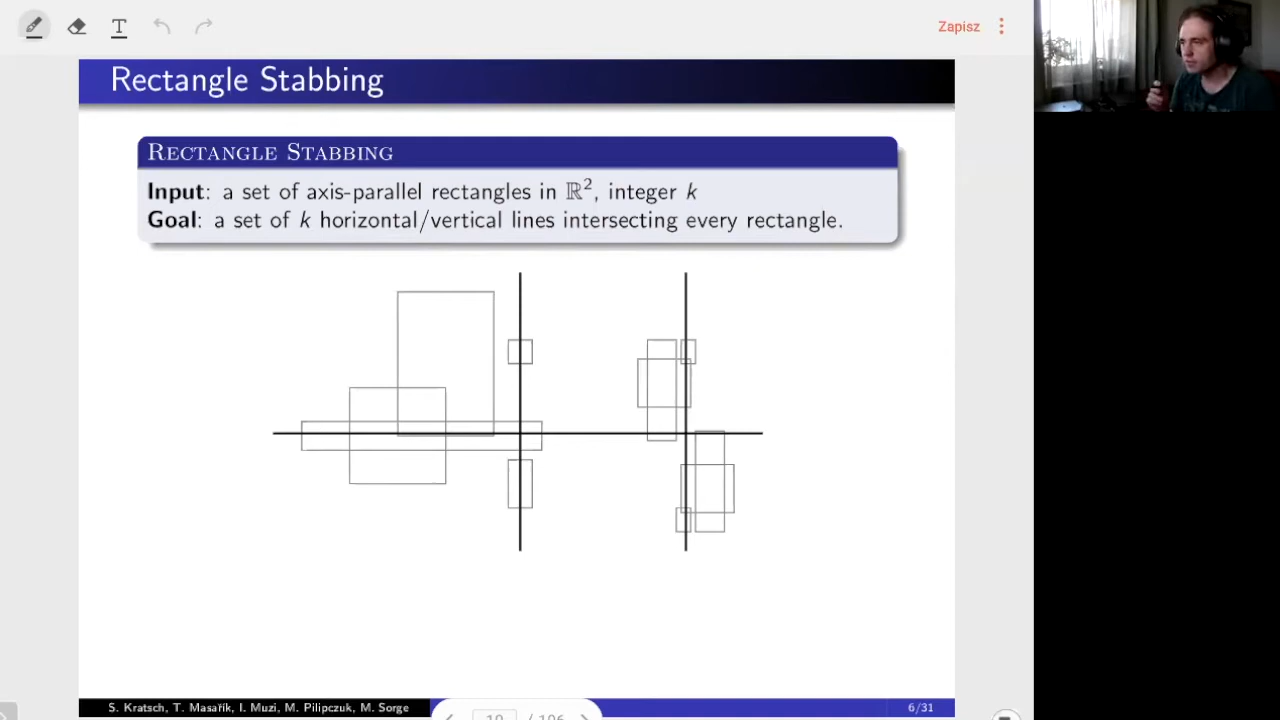 T
Zapisz
Rectangle Stabbing
RECTANGLE STABBING
Input: a set of axis-parallel rectangles in ℝ², integer k
Goal: a set of k horizontal/vertical lines intersecting every rectangle.
S. Kratsch, T. Masařík, I. Muzi, M. Pilipczuk, M. Sorge
6/31